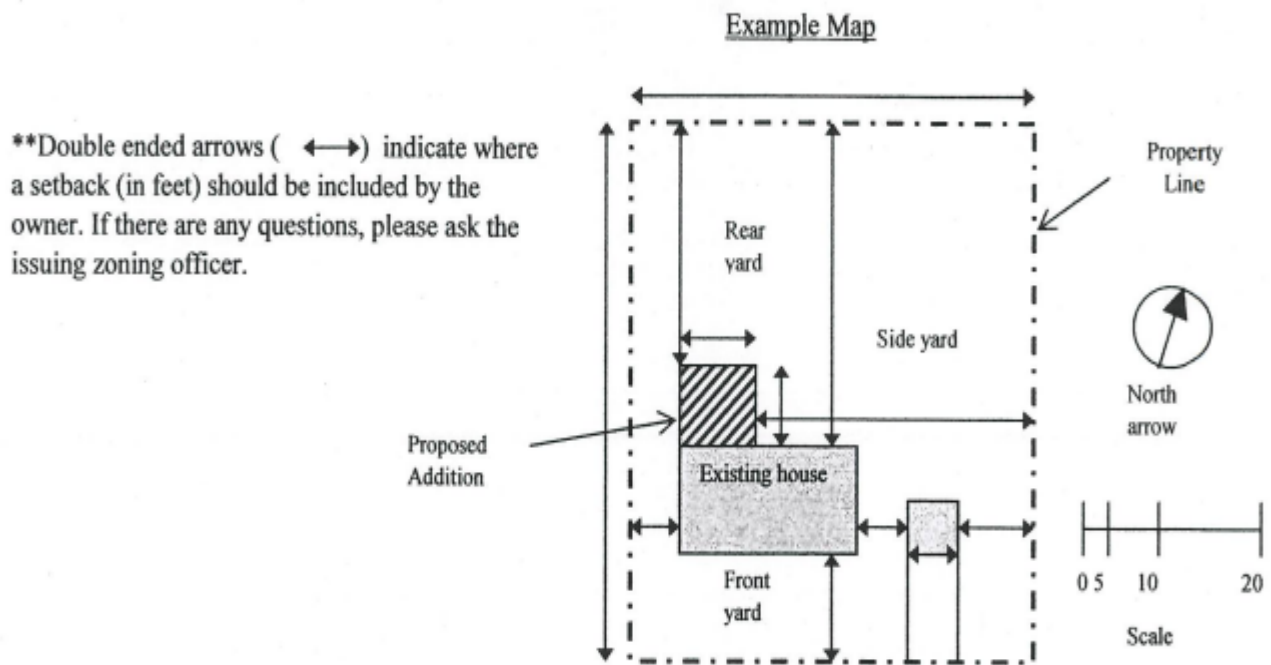 Example Map
**Double ended arrows ( ↔ ) indicate where
a setback (in feet) should be included by the
owner. If there are any questions, please ask the
issuing zoning officer.
Property
Line
Rear
yard
Side yard
North
arrow
Proposed
Addition
Existing house
Front
yard
0 5 10 20
Scale